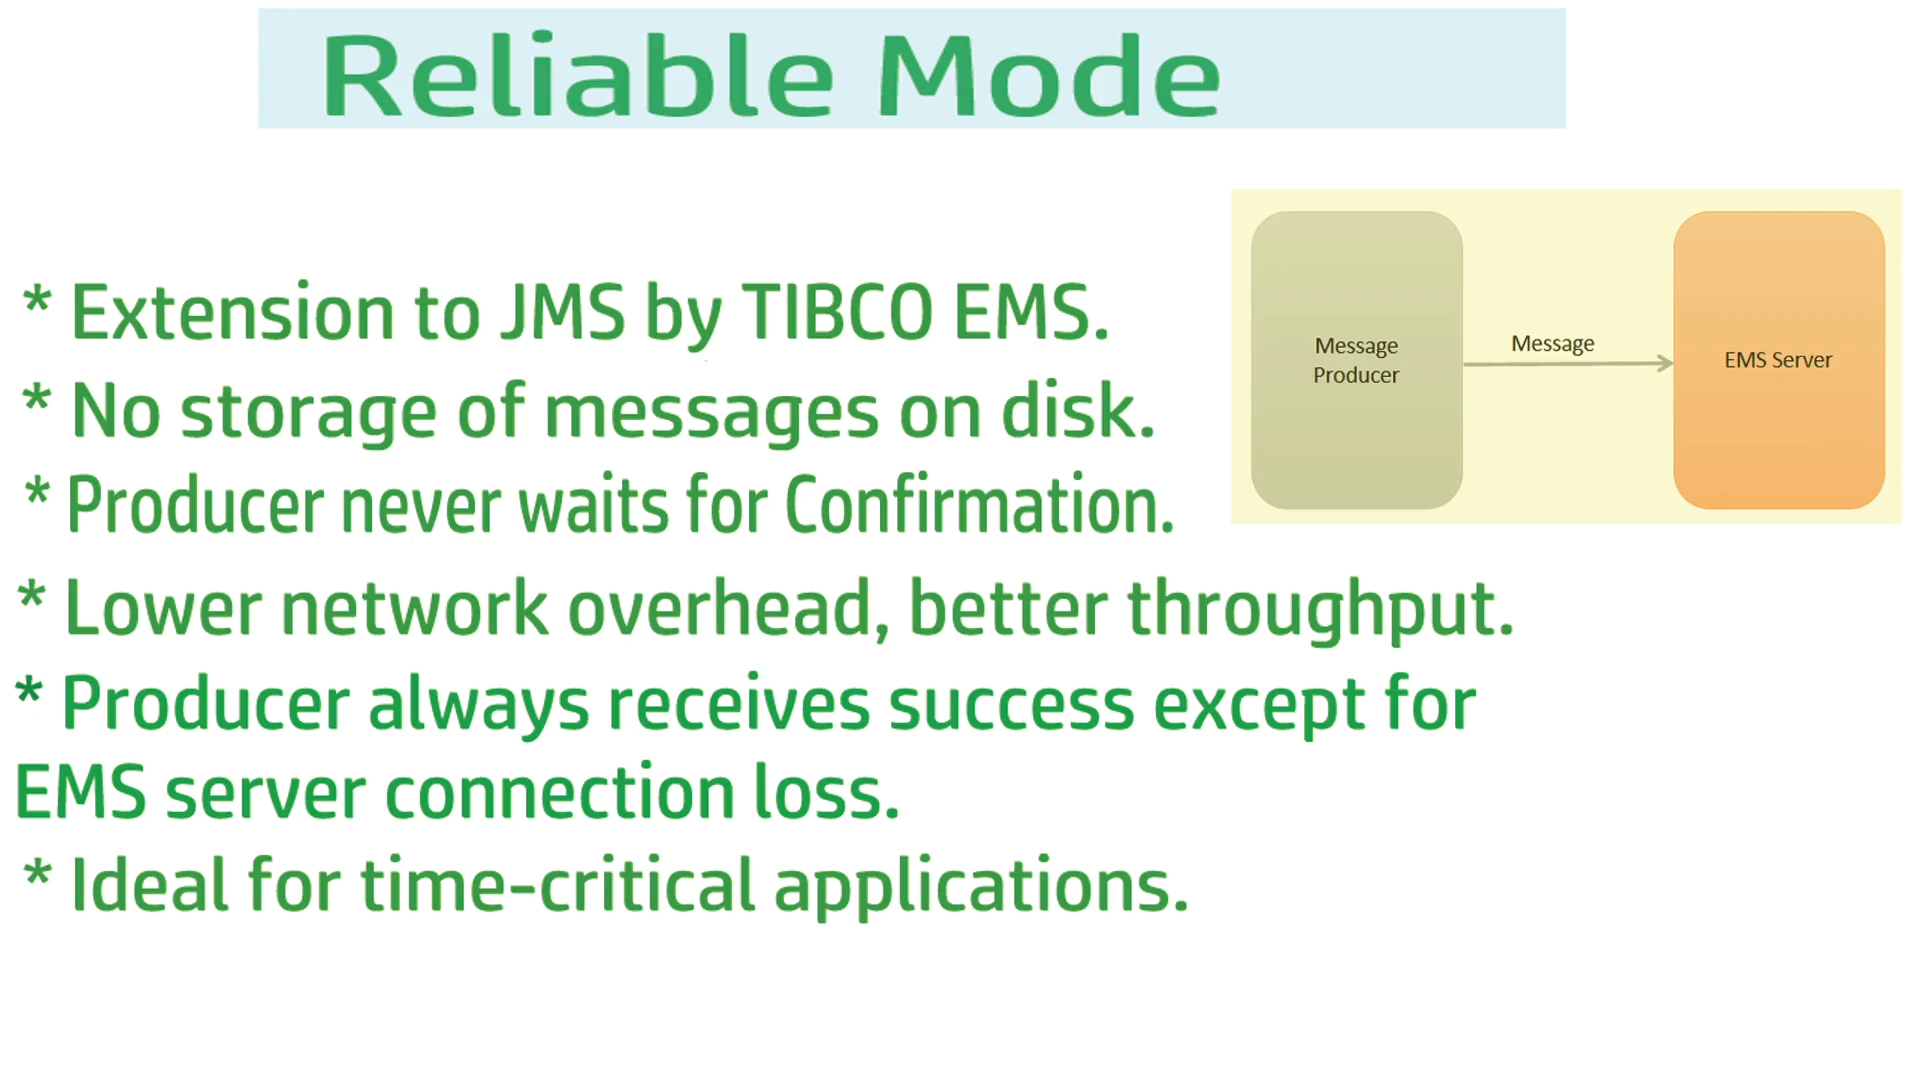 Reliable Mode
* Extension to JMS by TIBCO EMS.
* No storage of messages on disk.
* Producer never waits for Confirmation.
* Lower network overhead, better throughput.
* Producer always receives success except for
EMS server connection loss.
* Ideal for time-critical applications.
Message
Producer
Message
EMS Server